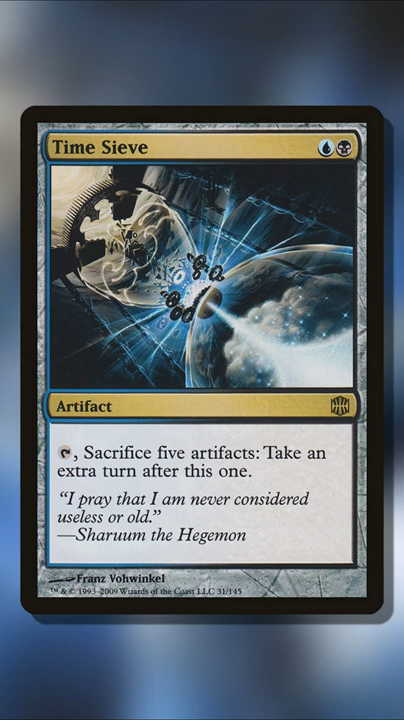 Time Sieve
Artifact
, Sacrifice five artifacts: Take an
extra turn after this one.
“I pray that I am never considered
useless or old.”
—Sharuum the Hegemon
Franz Vohwinkel
™ & © 1993–2009 Wizards of the Coast LLC 31/145